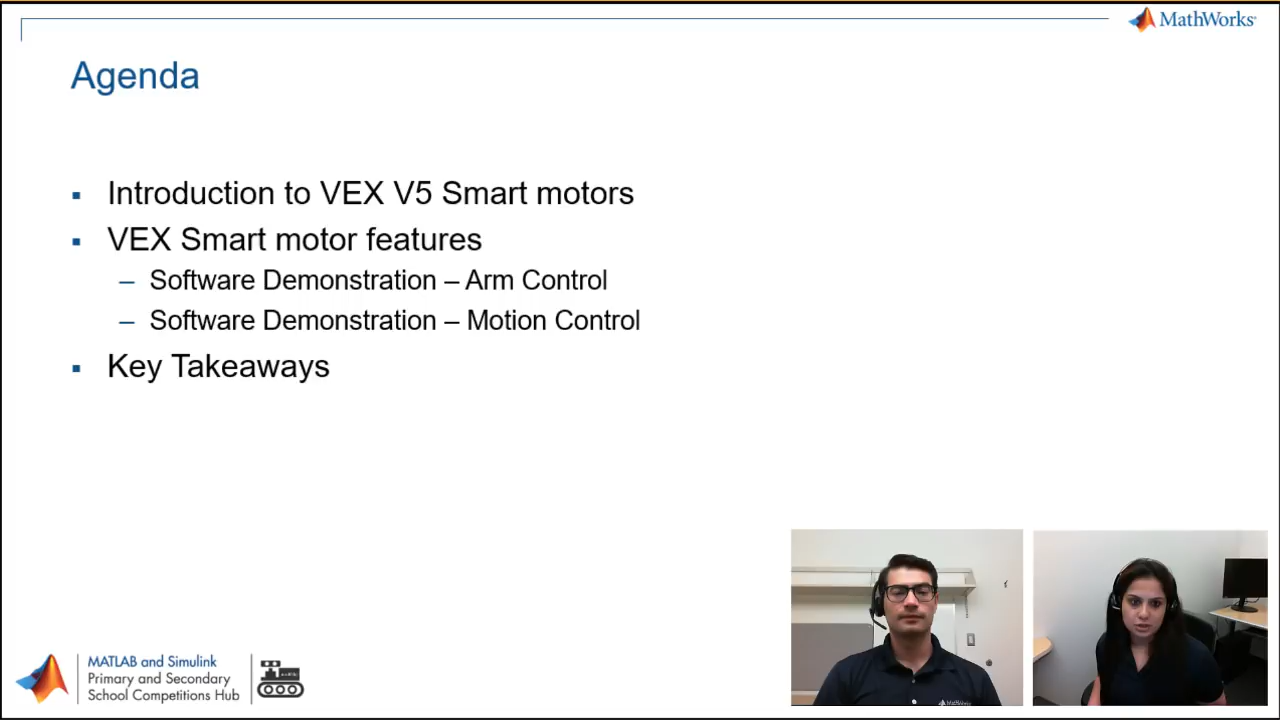 MathWorks
Agenda
Introduction to VEX V5 Smart motors
VEX Smart motor features
– Software Demonstration – Arm Control
– Software Demonstration – Motion Control
Key Takeaways
MATLAB and Simulink
Primary and Secondary
School Competitions Hub
MathWorks